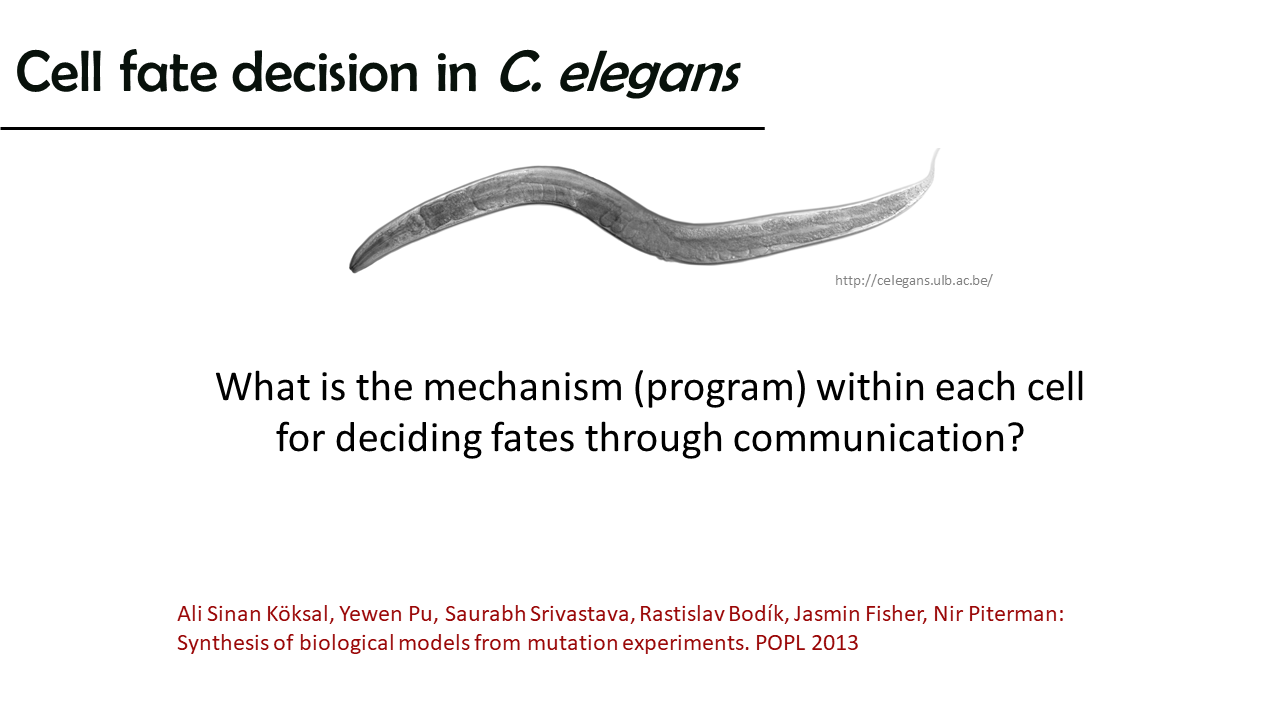 Cell fate decision in C. elegans
http://celegans.ulb.ac.be/
What is the mechanism (program) within each cell
for deciding fates through communication?
Ali Sinan Köksal, Yewen Pu, Saurabh Srivastava, Rastislav Bodík, Jasmin Fisher, Nir Piterman:
Synthesis of biological models from mutation experiments. POPL 2013